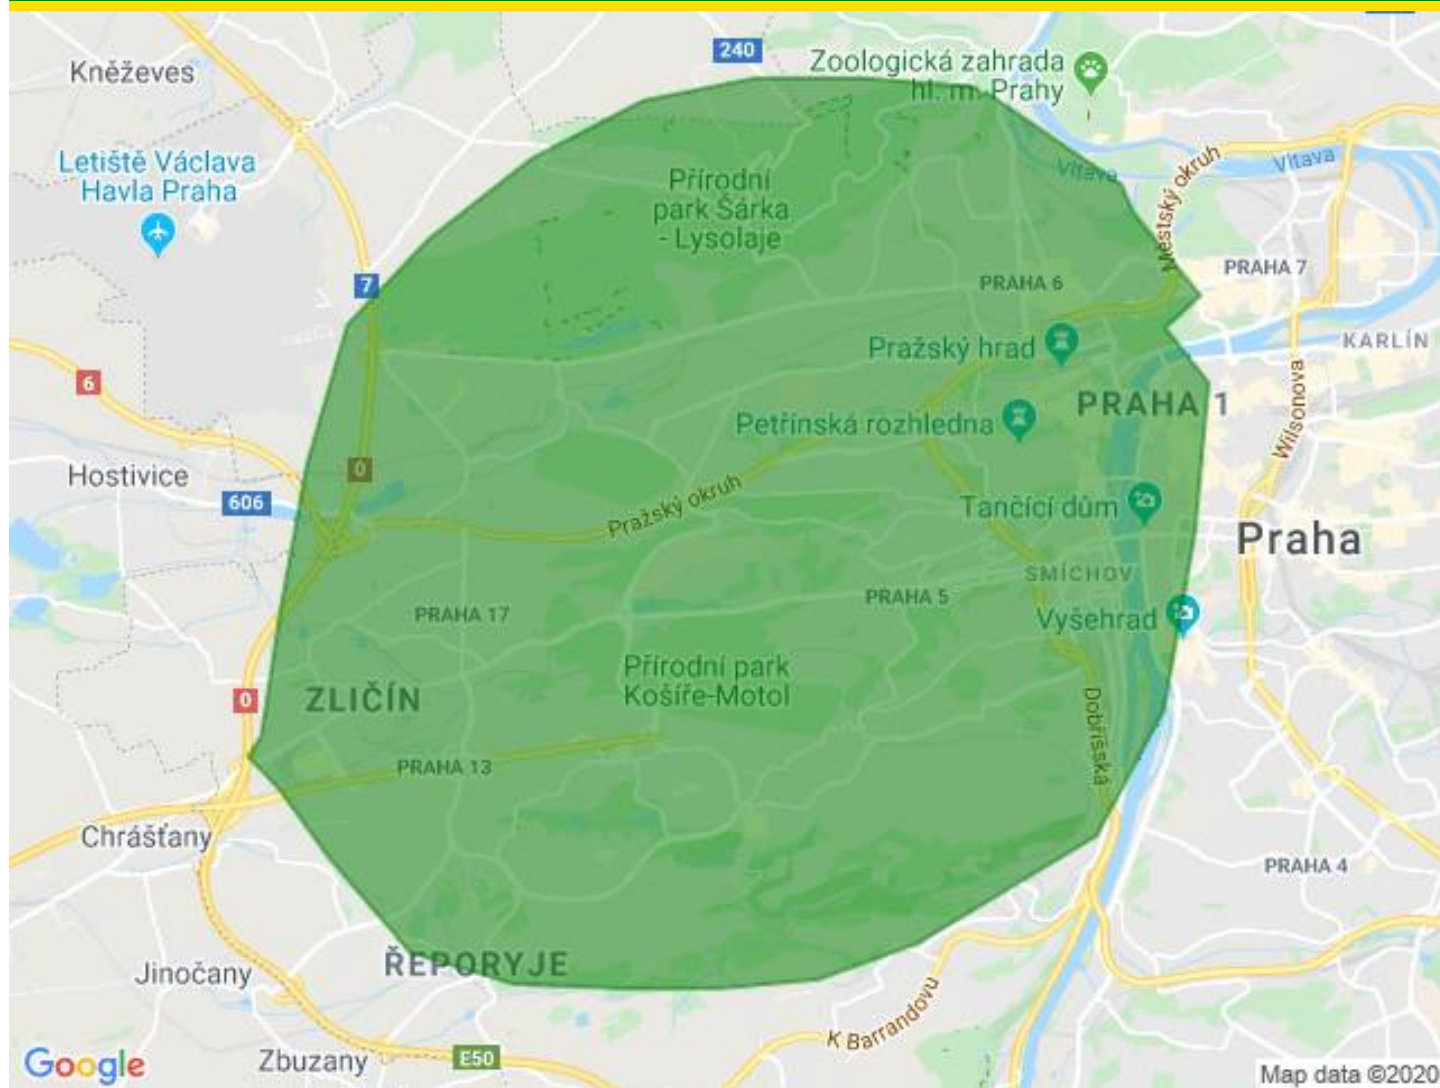 240
Kněževes
Zoologická zahrada
hl. m. Prahy
Letiště Václava
Havla Praha
Vltava
Vltava
Městský okruh
Přírodní
park Šárka
- Lysolaje
7
PRAHA 6
PRAHA 7
Pražský hrad
KARLÍN
6
PRAHA 1
Petřínská rozhledna
Wilsonova
Hostivice
0
606
Pražský okruh
Tančící dům
Praha
SMÍCHOV
PRAHA 17
PRAHA 5
Vyšehrad
Přírodní park
Košíře-Motol
0
ZLIČÍN
Dobříšská
PRAHA 13
Chrášťany
PRAHA 4
ŘEPORYJE
Jinočany
K Barrandovu
Zbuzany
E50
Google
Map data ©2020